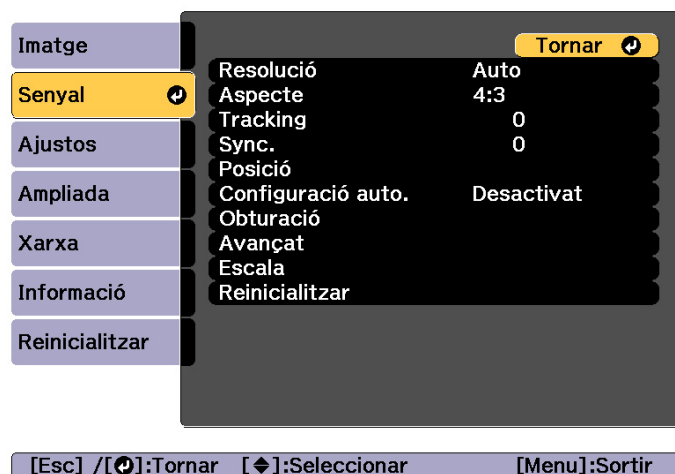 Imatge
Senyal
Ajustos
Ampliada
Xarxa
Informació
Reinicialitzar
Tornar
Resolució Auto
Aspecte 4:3
Tracking 0
Sync. 0
Posició
Configuració auto. Desactivat
Obturació
Avançat
Escala
Reinicialitzar
[Esc] /[⏎]:Tornar [◆]:Seleccionar [Menu]:Sortir